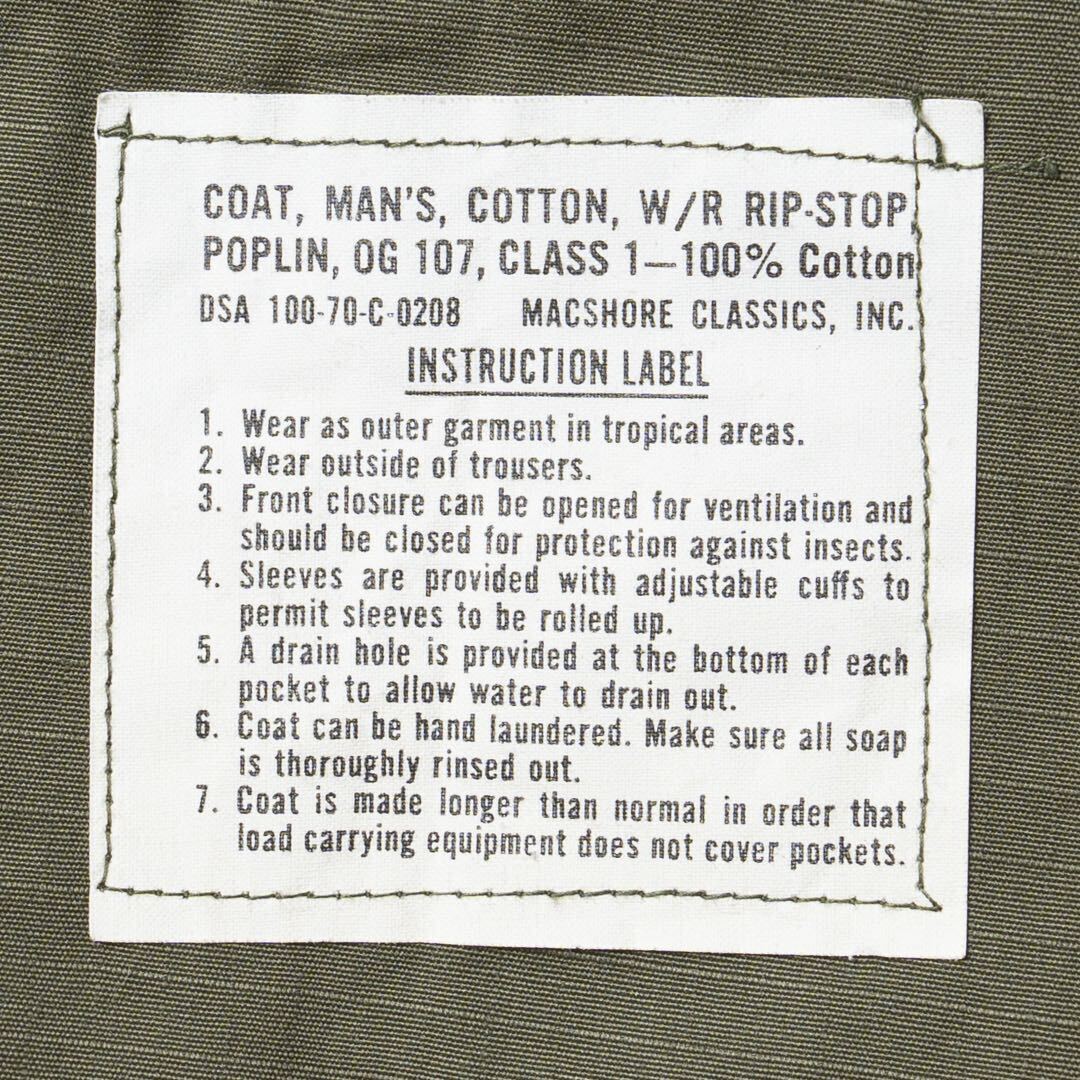 COAT, MAN'S, COTTON, W/R RIP-STOP,
POPLIN, OG 107, CLASS 1—100% Cotton
DSA 100-70-C-0208 MACSHORE CLASSICS, INC.
INSTRUCTION LABEL
1. Wear as outer garment in tropical areas.
2. Wear outside of trousers.
3. Front closure can be opened for ventilation and
should be closed for protection against insects.
4. Sleeves are provided with adjustable cuffs to
permit sleeves to be rolled up.
5. A drain hole is provided at the bottom of each
pocket to allow water to drain out.
6. Coat can be hand laundered. Make sure all soap
is thoroughly rinsed out.
7. Coat is made longer than normal in order that
load carrying equipment does not cover pockets.